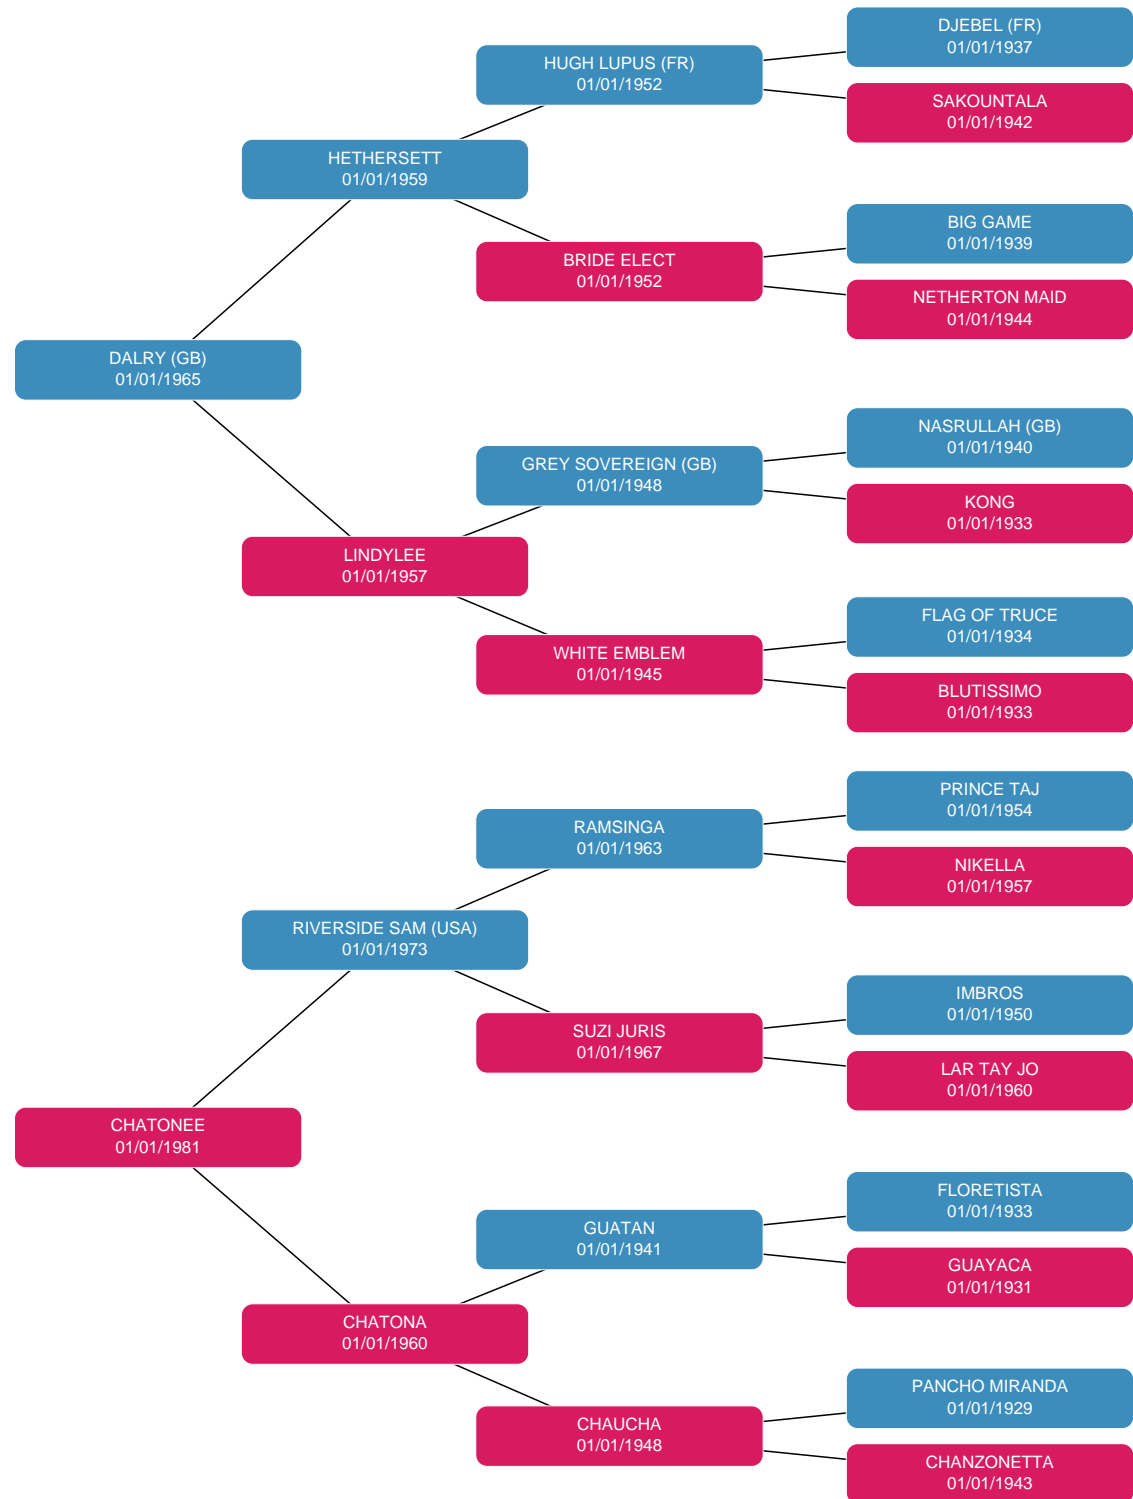 DJEBEL (FR)
01/01/1937
HUGH LUPUS (FR)
01/01/1952
SAKOUNTALA
01/01/1942
HETHERSETT
01/01/1959
BIG GAME
01/01/1939
BRIDE ELECT
01/01/1952
NETHERTON MAID
01/01/1944
DALRY (GB)
01/01/1965
NASRULLAH (GB)
01/01/1940
GREY SOVEREIGN (GB)
01/01/1948
KONG
01/01/1933
LINDYLEE
01/01/1957
FLAG OF TRUCE
01/01/1934
WHITE EMBLEM
01/01/1945
BLUTISSIMO
01/01/1933
PRINCE TAJ
01/01/1954
RAMSINGA
01/01/1963
NIKELLA
01/01/1957
RIVERSIDE SAM (USA)
01/01/1973
IMBROS
01/01/1950
SUZI JURIS
01/01/1967
LAR TAY JO
01/01/1960
CHATONEE
01/01/1981
FLORETISTA
01/01/1933
GUATAN
01/01/1941
GUAYACA
01/01/1931
CHATONA
01/01/1960
PANCHO MIRANDA
01/01/1929
CHAUCHA
01/01/1948
CHANZONETTA
01/01/1943